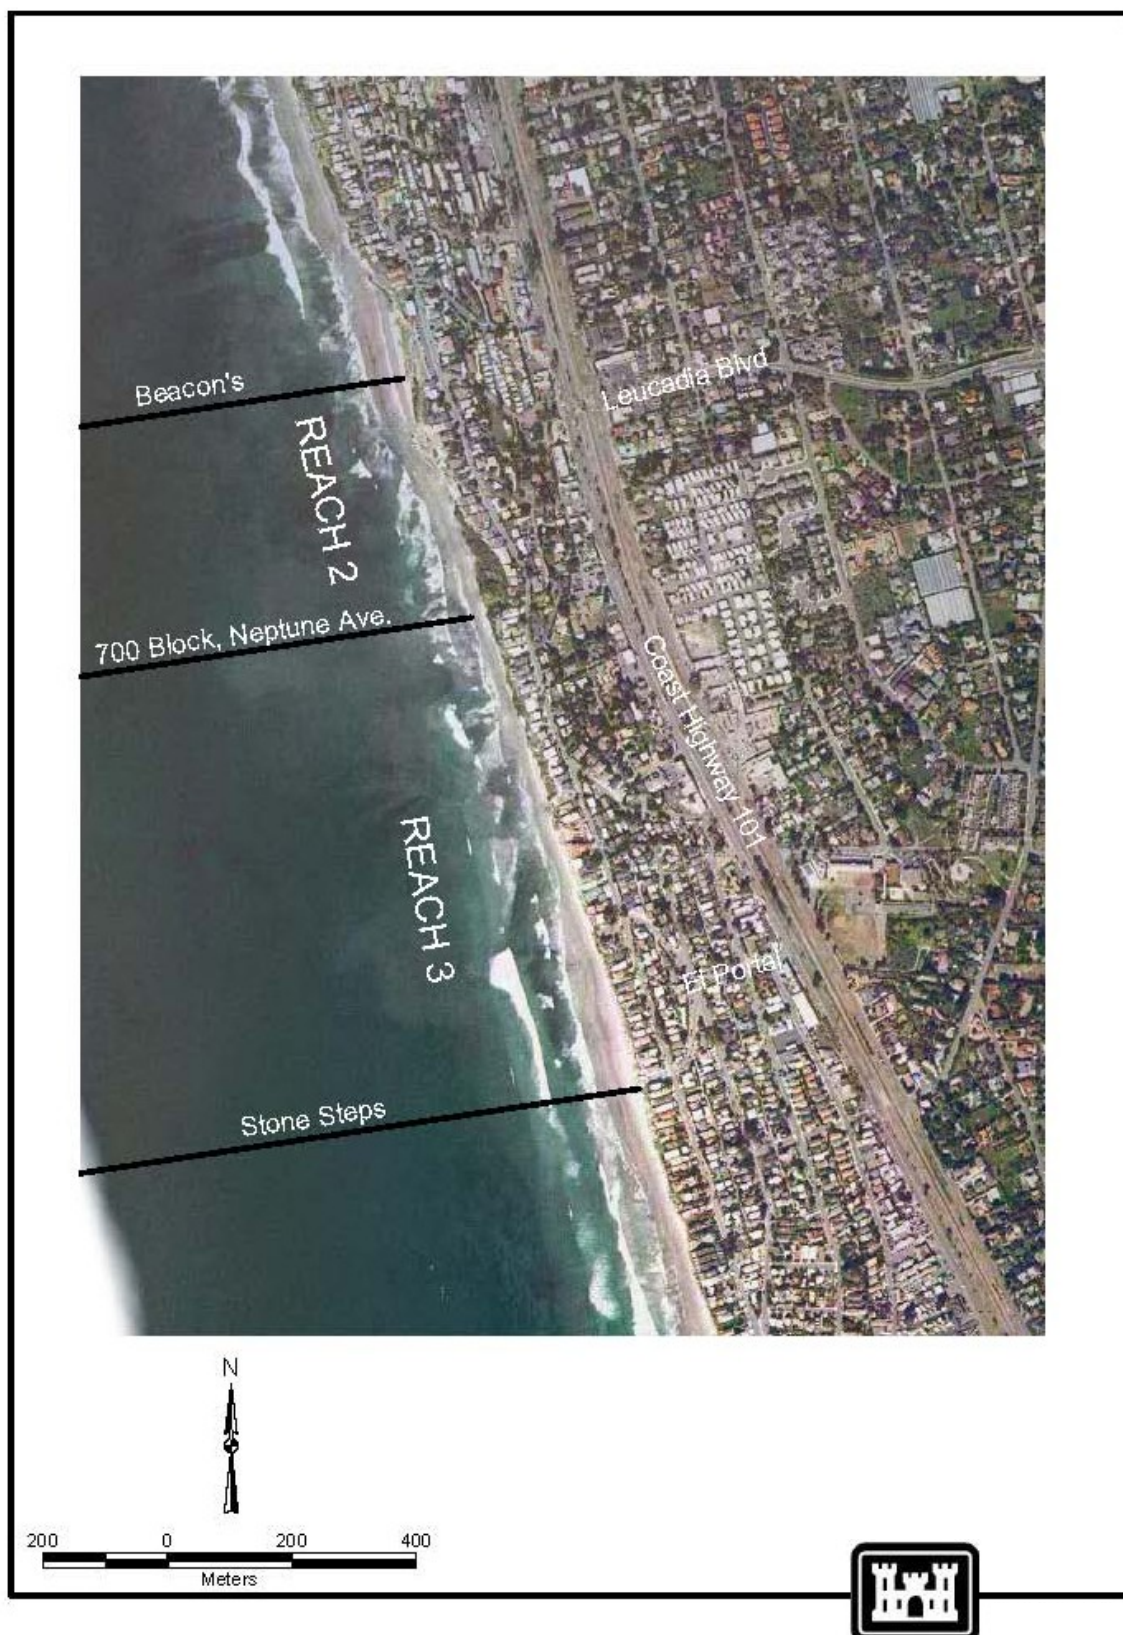 Beacon's
Leucadia Blvd
REACH 2
700 Block, Neptune Ave.
Coast Highway 101
REACH 3
El Portal
Stone Steps
N
200 0 200 400
Meters